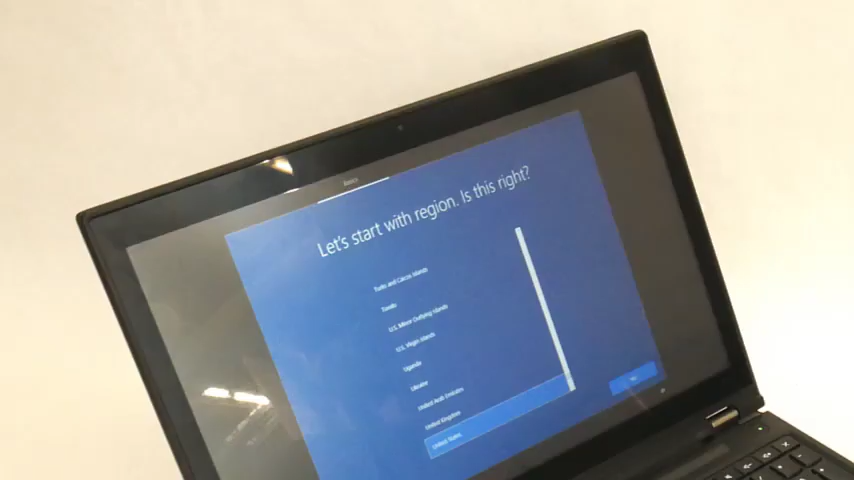 Basics
Let's start with region. Is this right?
Turks and Caicos Islands
Tuvalu
U.S. Minor Outlying Islands
U.S. Virgin Islands
Uganda
Ukraine
United Arab Emirates
United Kingdom
United States
Yes